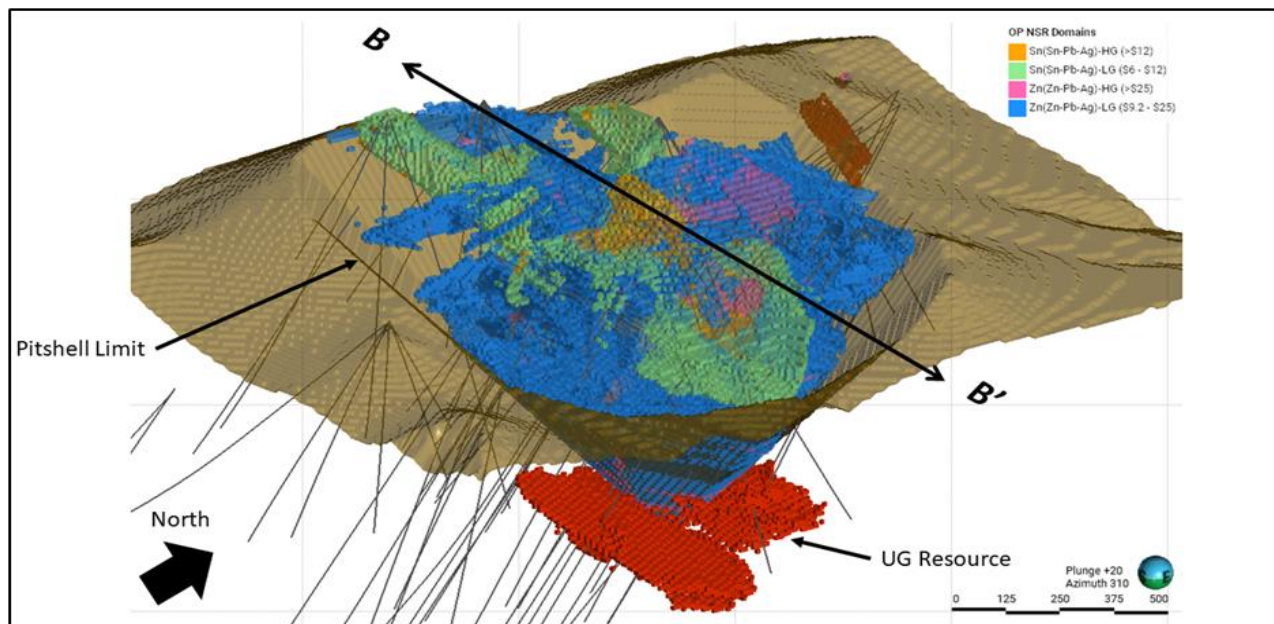 B
OP NSR Domains
Sn(Sn-Pb-Ag)-HG (>$12)
Sn(Sn-Pb-Ag)-LG ($6 - $12)
Zn(Zn-Pb-Ag)-HG (>$25)
Zn(Zn-Pb-Ag)-LG ($9.2 - $25)
Pitshell Limit
B'
North
UG Resource
Plunge +20
Azimuth 310
0 125 250 375 500